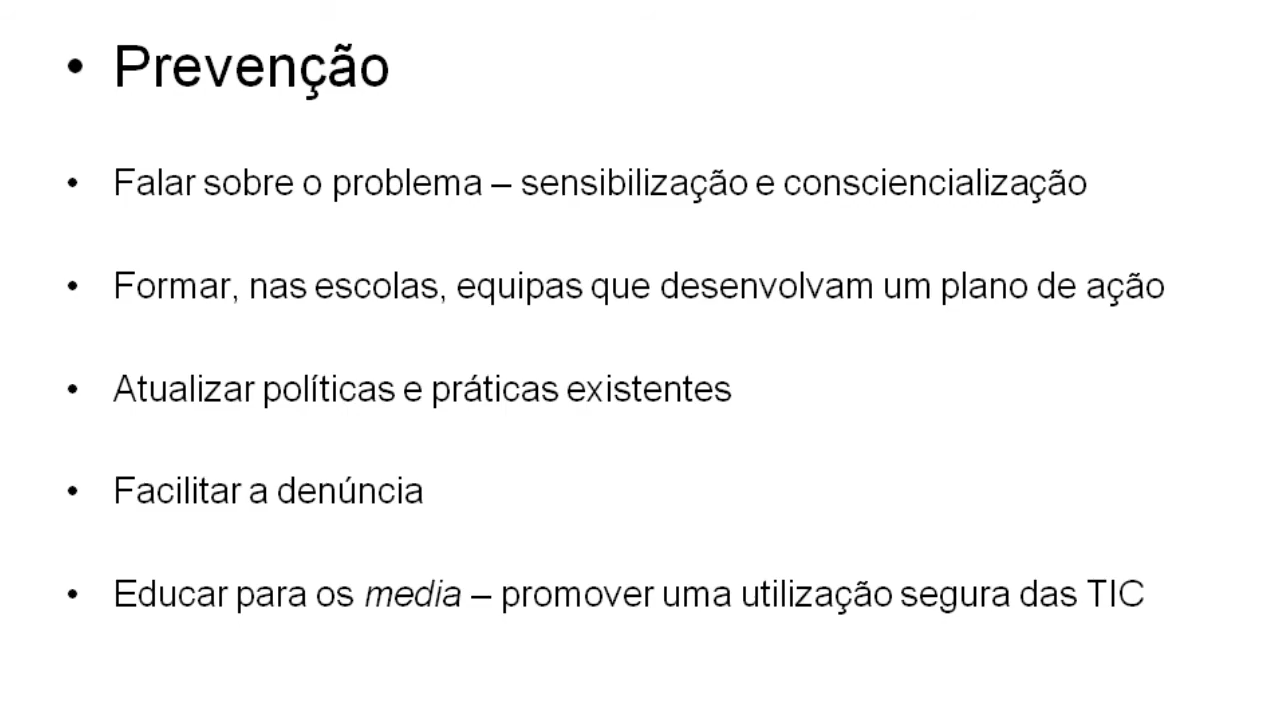 • Prevenção
• Falar sobre o problema – sensibilização e consciencialização
• Formar, nas escolas, equipas que desenvolvam um plano de ação
• Atualizar políticas e práticas existentes
• Facilitar a denúncia
• Educar para os media – promover uma utilização segura das TIC